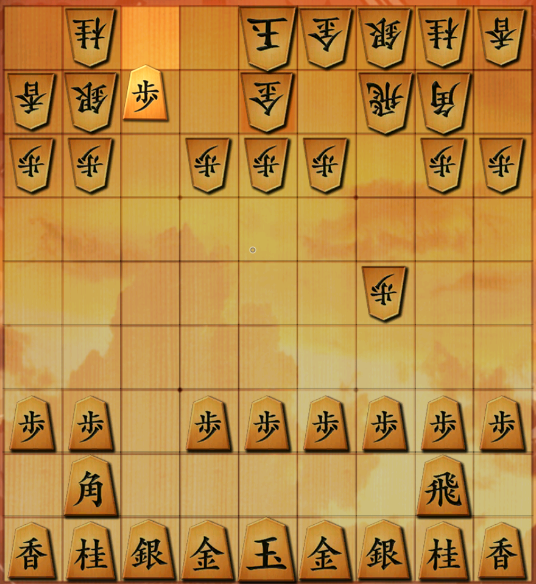 桂 玉 金 銀 桂 香
香 銀 歩 金 飛 角
歩 歩 歩 歩 歩 歩 歩
歩
歩 歩 歩 歩 歩 歩 歩 歩
角 飛
香 桂 銀 金 玉 金 銀 桂 香